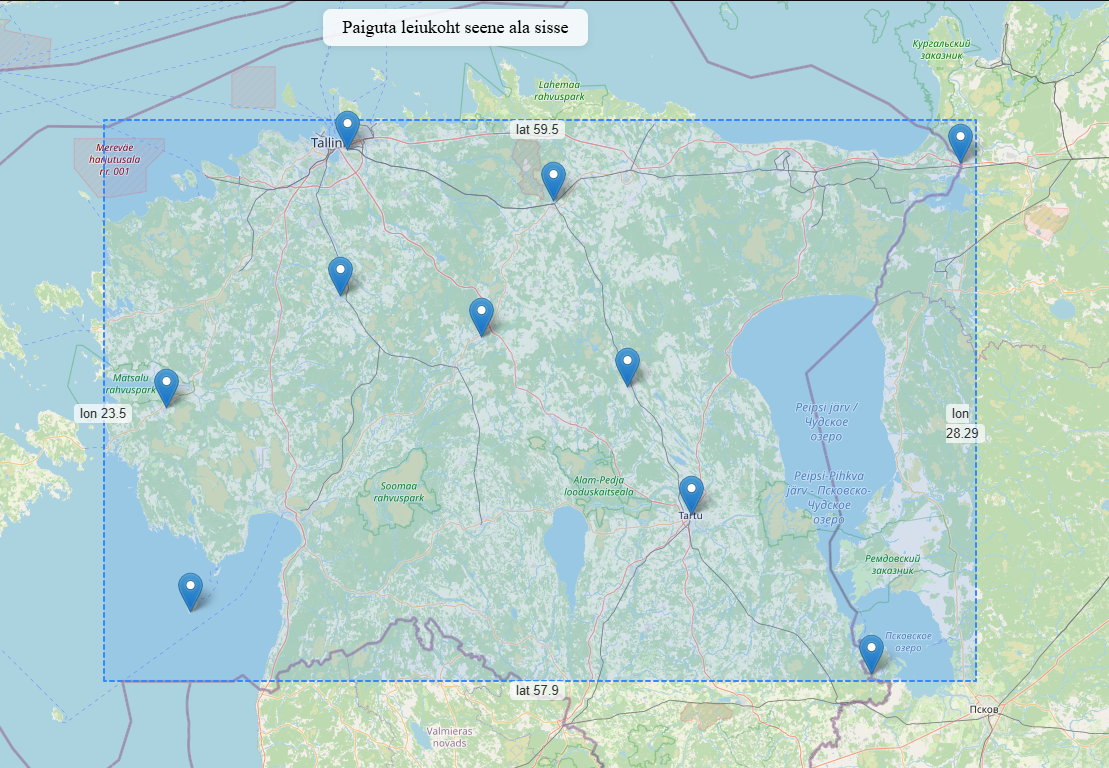 Paiguta leiukoht seene ala sisse
Кургальский
заказник
Lahemaa
rahvuspark
lat 59.5
Tallinn
Merevae
harjutusala
nr. 001
Matsalu
rahvuspark
lon 23.5
lon
28.29
Peipsi järv /
Чудское
озеро
Peipsi-Pihkva
järv - Псковско-
Чудское
озеро
Soomaa
rahvuspark
Alam-Pedja
looduskaitseala
Tartu
Ремдовский
заказник
Псковское
озеро
lat 57.9
Псков
Valmieras
novads